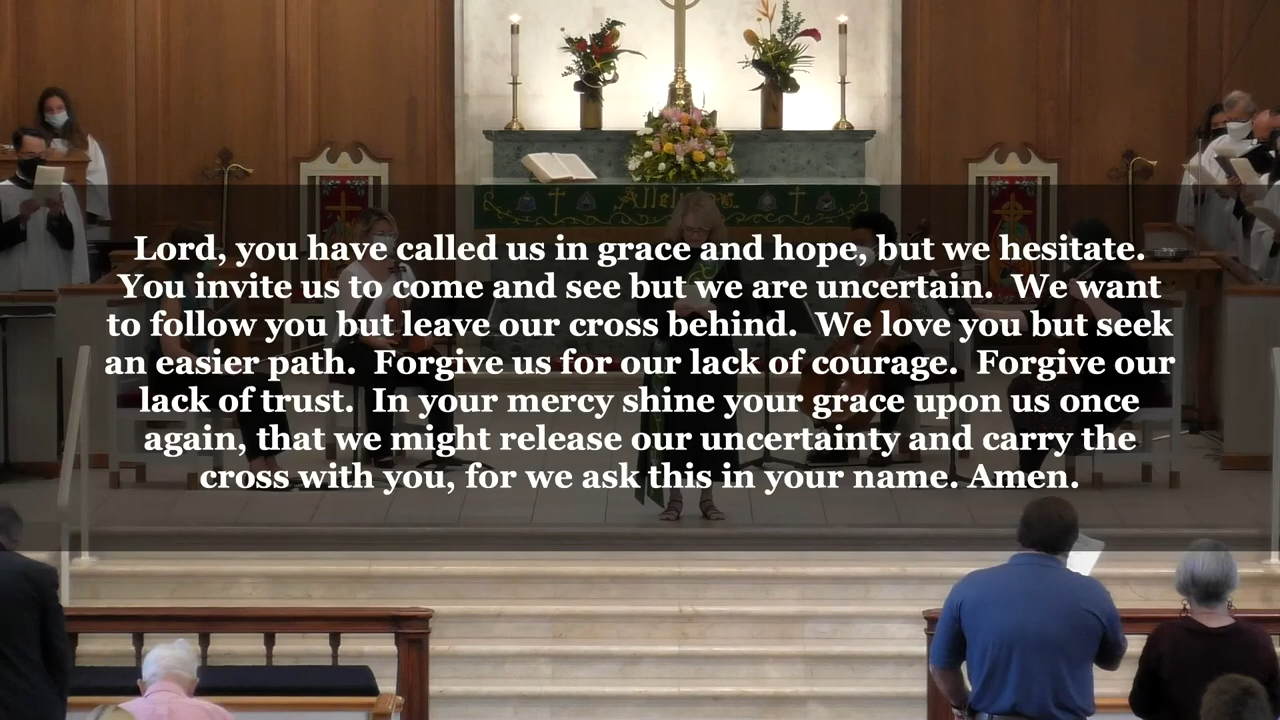 Alleluia
Lord, you have called us in grace and hope, but we hesitate.
You invite us to come and see but we are uncertain.  We want
to follow you but leave our cross behind.  We love you but seek
an easier path.  Forgive us for our lack of courage.  Forgive our
lack of trust.  In your mercy shine your grace upon us once
again, that we might release our uncertainty and carry the
cross with you, for we ask this in your name. Amen.